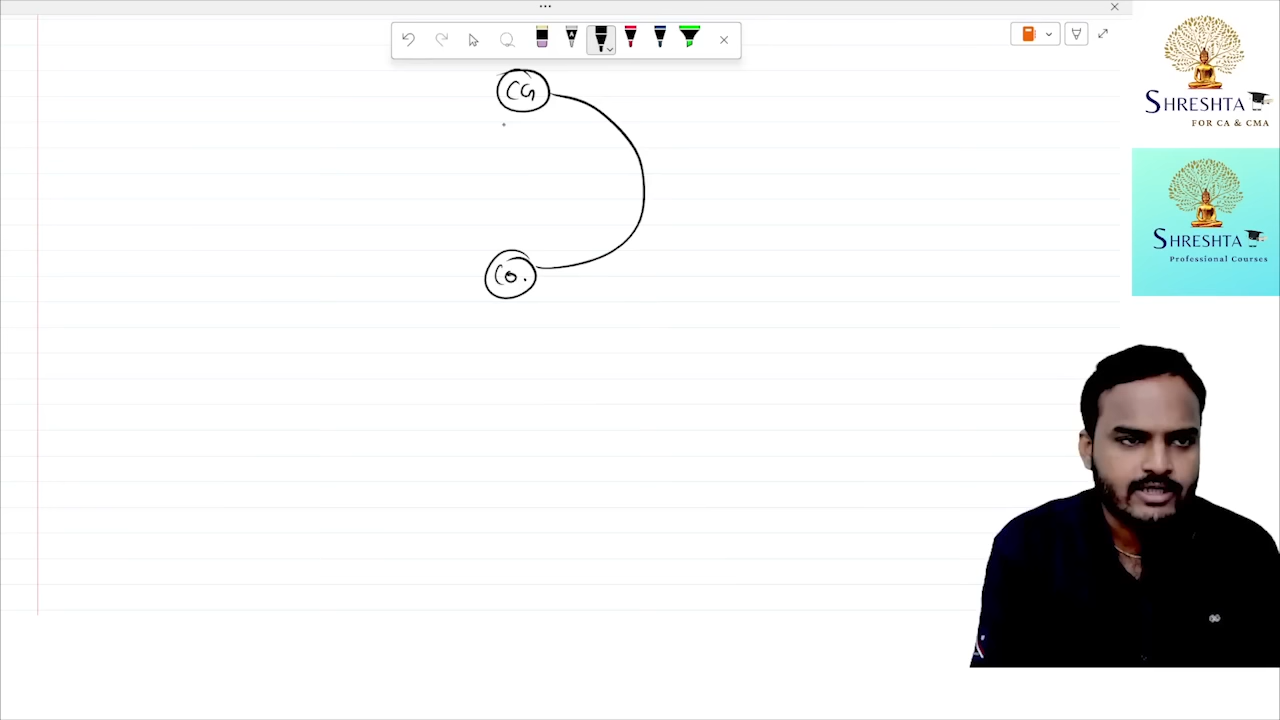 CG
Co.
SHRESHTA
FOR CA & CMA
SHRESHTA
Professional Courses